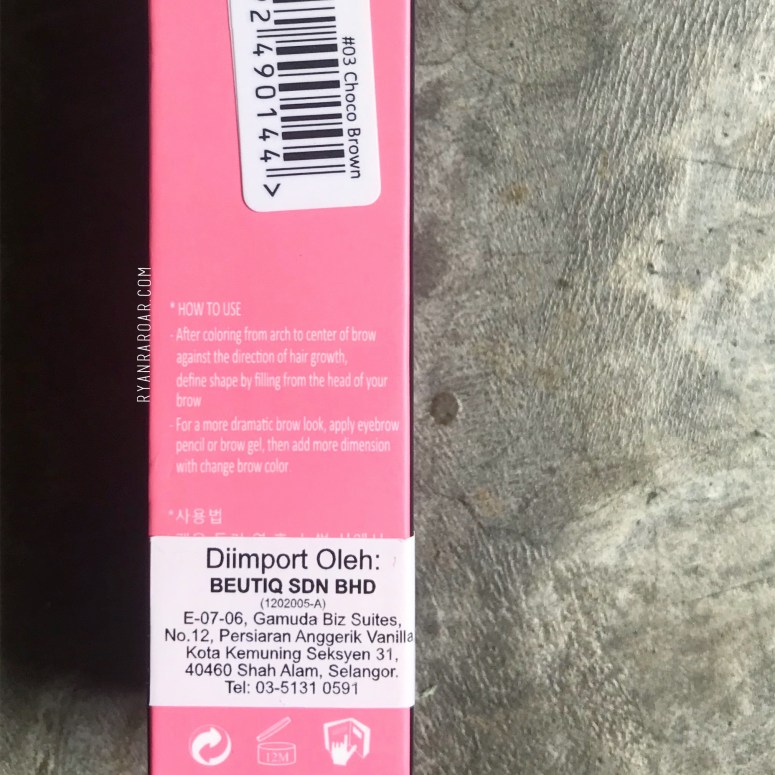 2490144>
#03 Choco Brown
RYANRAROAR.COM
* HOW TO USE
- After coloring from arch to center of brow
against the direction of hair growth,
define shape by filling from the head of your
brow
- For a more dramatic brow look, apply eyebrow
pencil or brow gel, then add more dimension
with change brow color
*사용법
Diimport Oleh:
BEUTIQ SDN BHD
(1202005-A)
E-07-06, Gamuda Biz Suites,
No.12, Persiaran Anggerik Vanilla
Kota Kemuning Seksyen 31,
40460 Shah Alam, Selangor.
Tel: 03-5131 0591
12M